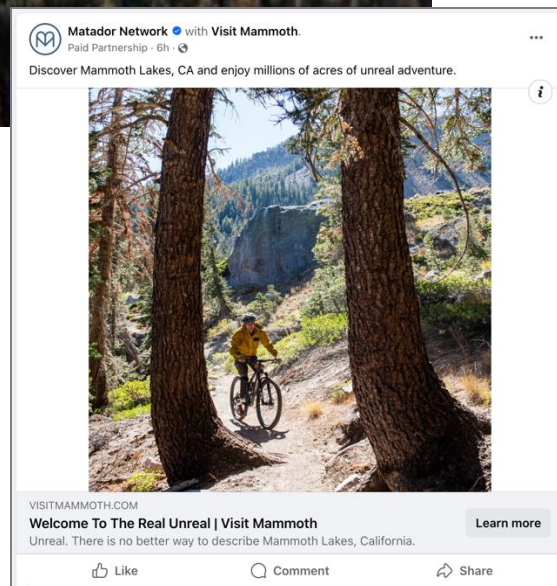 Matador Network with Visit Mammoth.
Paid Partnership · 6h ·
Discover Mammoth Lakes, CA and enjoy millions of acres of unreal adventure.
i
VISITMAMMOTH.COM
Welcome To The Real Unreal | Visit Mammoth
Learn more
Unreal. There is no better way to describe Mammoth Lakes, California.
Like Comment Share